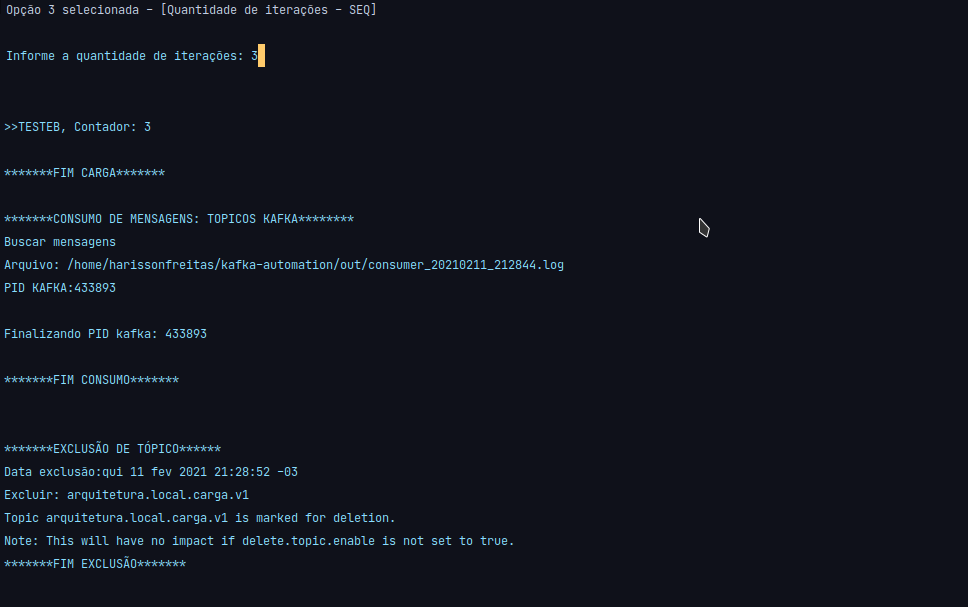 Opção 3 selecionada - [Quantidade de iterações - SEQ]
Informe a quantidade de iterações: 3
>>TESTEB, Contador: 3
*******FIM CARGA*******
*******CONSUMO DE MENSAGENS: TOPICOS KAFKA********
Buscar mensagens
Arquivo: /home/harissonfreitas/kafka-automation/out/consumer_20210211_212844.log
PID KAFKA:433893
Finalizando PID kafka: 433893
*******FIM CONSUMO*******
*******EXCLUSÃO DE TÓPICO******
Data exclusão:qui 11 fev 2021 21:28:52 -03
Excluir: arquitetura.local.carga.v1
Topic arquitetura.local.carga.v1 is marked for deletion.
Note: This will have no impact if delete.topic.enable is not set to true.
*******FIM EXCLUSÃO*******